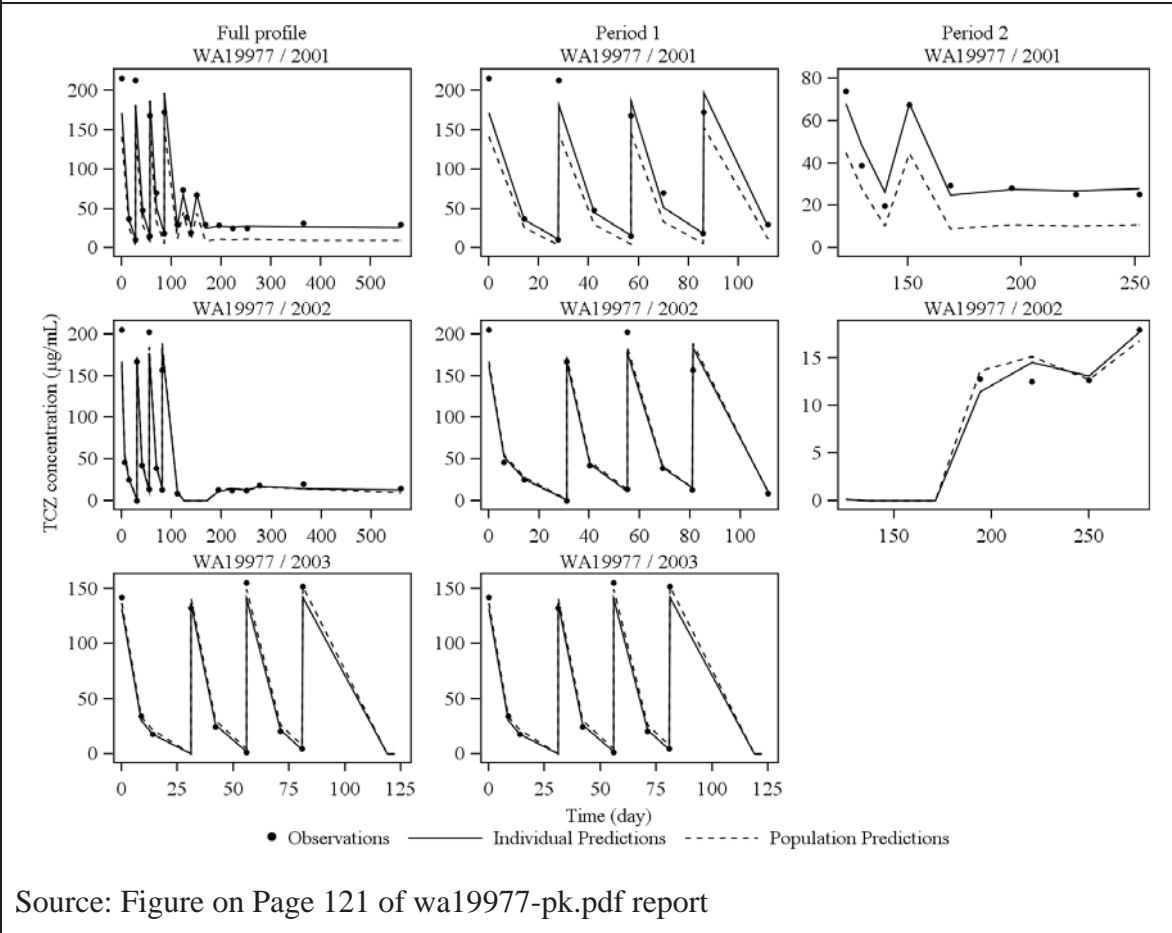 Full profile
WA19977 / 2001
Period 1
WA19977 / 2001
Period 2
WA19977 / 2001
200
150
100
50
0
0 100 200 300 400 500
200
150
100
50
0
0 20 40 60 80 100
80
60
40
20
0
150 200 250
WA19977 / 2002
WA19977 / 2002
WA19977 / 2002
TCZ concentration (µg/mL)
200
150
100
50
0
0 100 200 300 400 500
200
150
100
50
0
0 20 40 60 80 100
15
10
5
0
150 200 250
WA19977 / 2003
WA19977 / 2003
150
100
50
0
0 25 50 75 100 125
150
100
50
0
0 25 50 75 100 125
Time (day)
Observations Individual Predictions Population Predictions
Source: Figure on Page 121 of wa19977-pk.pdf report